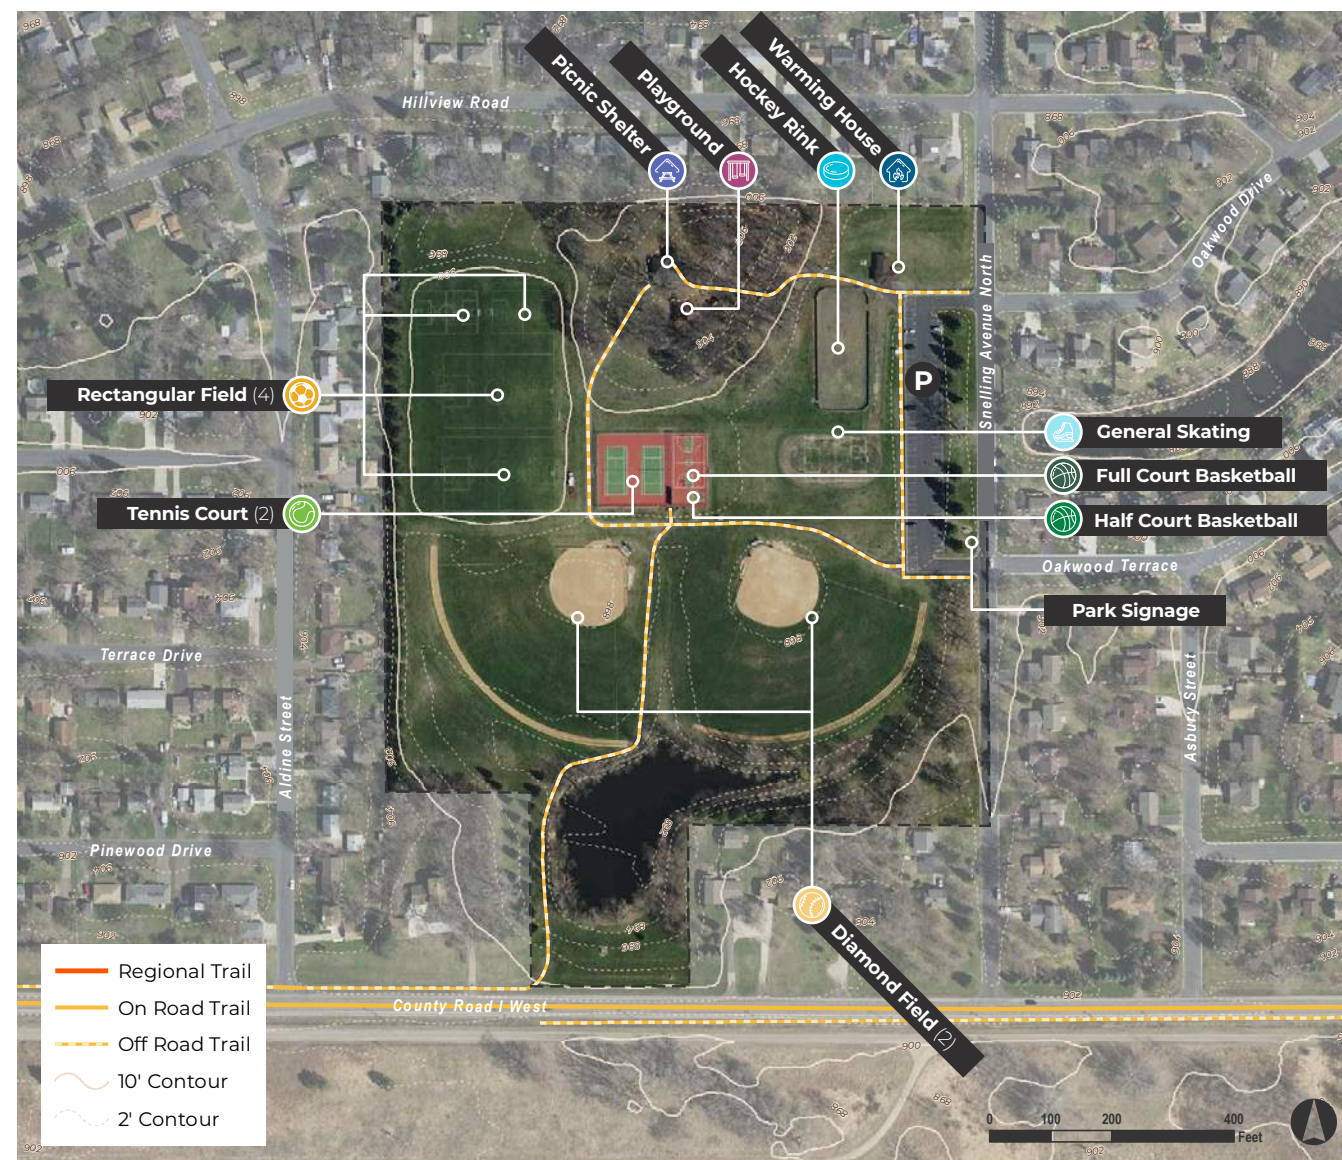 Hillview Road
Picnic Shelter
Playground
Hockey Rink
Warming House
Oakwood Drive
Snelling Avenue North
P
Rectangular Field (4)
General Skating
Full Court Basketball
Tennis Court (2)
Half Court Basketball
Oakwood Terrace
Park Signage
Terrace Drive
Aldine Street
Asbury Street
Pinewood Drive
Diamond Field (2)
County Road I West
Regional Trail
On Road Trail
Off Road Trail
10' Contour
2' Contour
0 100 200 400
Feet